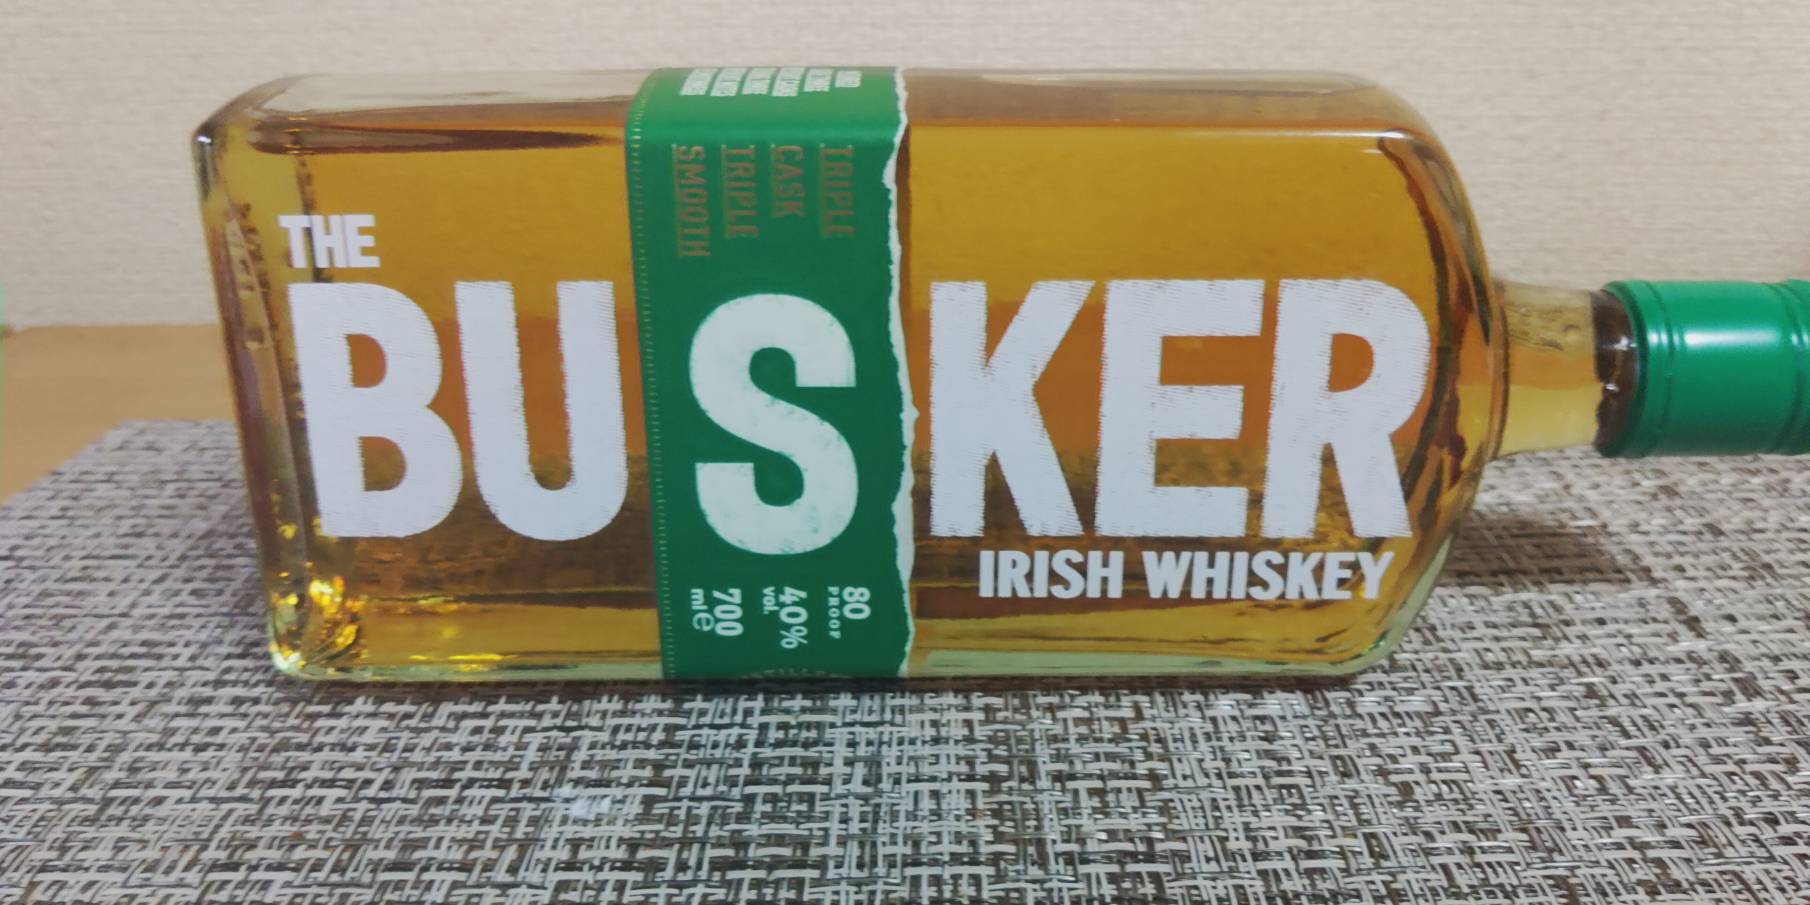 THE
BUSKER
IRISH WHISKEY
TRIPLE
CASK
TRIPLE
SMOOTH
80
PROOF
40%
vol.
700
ml e